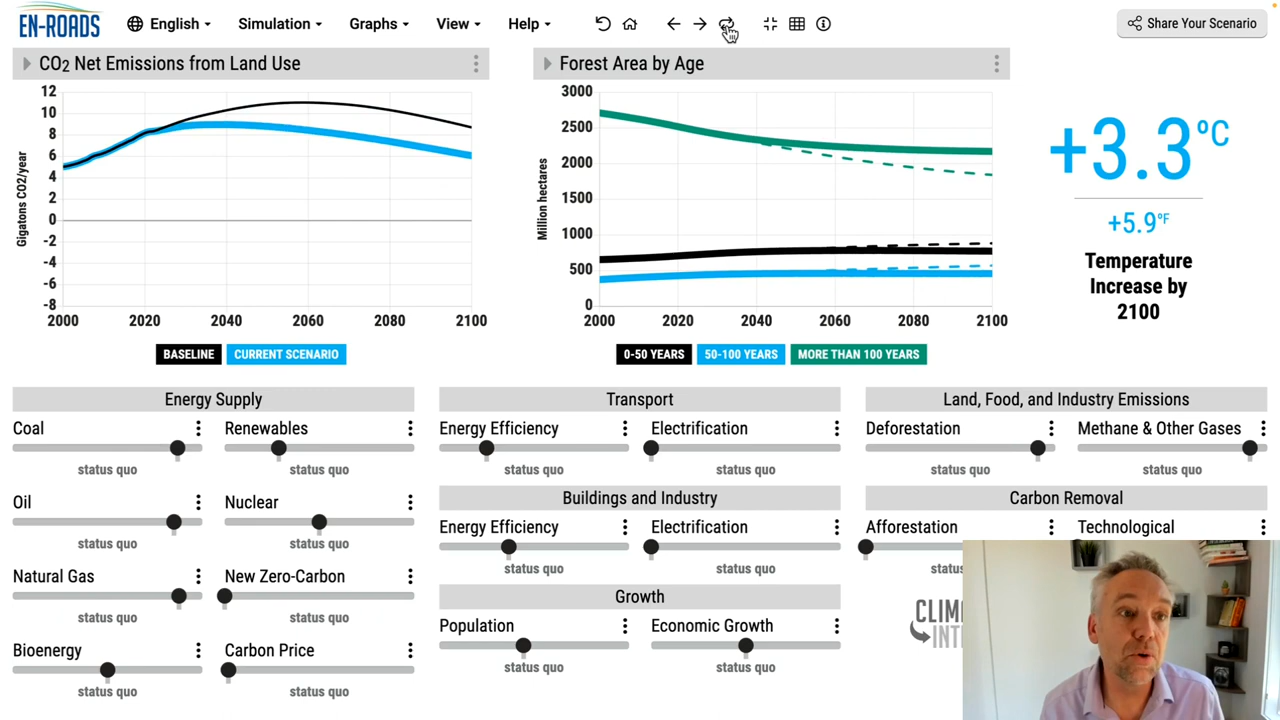 EN-ROADS
English
Simulation
Graphs
View
Help
Share Your Scenario
CO2 Net Emissions from Land Use
Gigatons CO2/year
12
10
8
6
4
2
0
-2
-4
-6
-8
2000 2020 2040 2060 2080 2100
BASELINE CURRENT SCENARIO
Forest Area by Age
Million hectares
3000
2500
2000
1500
1000
500
0
2000 2020 2040 2060 2080 2100
0-50 YEARS 50-100 YEARS MORE THAN 100 YEARS
+3.3°C
+5.9°F
Temperature
Increase by
2100
Energy Supply
Coal
status quo
Renewables
status quo
Oil
status quo
Nuclear
status quo
Natural Gas
status quo
New Zero-Carbon
status quo
Bioenergy
status quo
Carbon Price
status quo
Transport
Energy Efficiency
status quo
Electrification
status quo
Buildings and Industry
Energy Efficiency
status quo
Electrification
status quo
Growth
Population
status quo
Economic Growth
status quo
Land, Food, and Industry Emissions
Deforestation
status quo
Methane & Other Gases
status quo
Carbon Removal
Afforestation
Technological